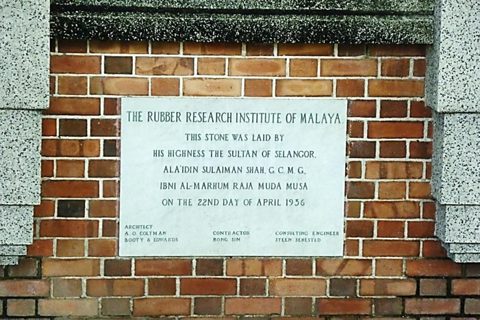 THE RUBBER RESEARCH INSTITUTE OF MALAYA
THIS STONE WAS LAID BY
HIS HIGHNESS THE SULTAN OF SELANGOR,
ALA'IDIN SULAIMAN SHAH, G.C.M.G.,
IBNI AL-MARHUM RAJA MUDA MUSA
ON THE 22ND DAY OF APRIL 1936
ARCHITECT CONTRACTOR CONSULTING ENGINEER
A. O. COLTMAN BONG SIN STEEN SEHESTED
BOOTY & EDWARDS